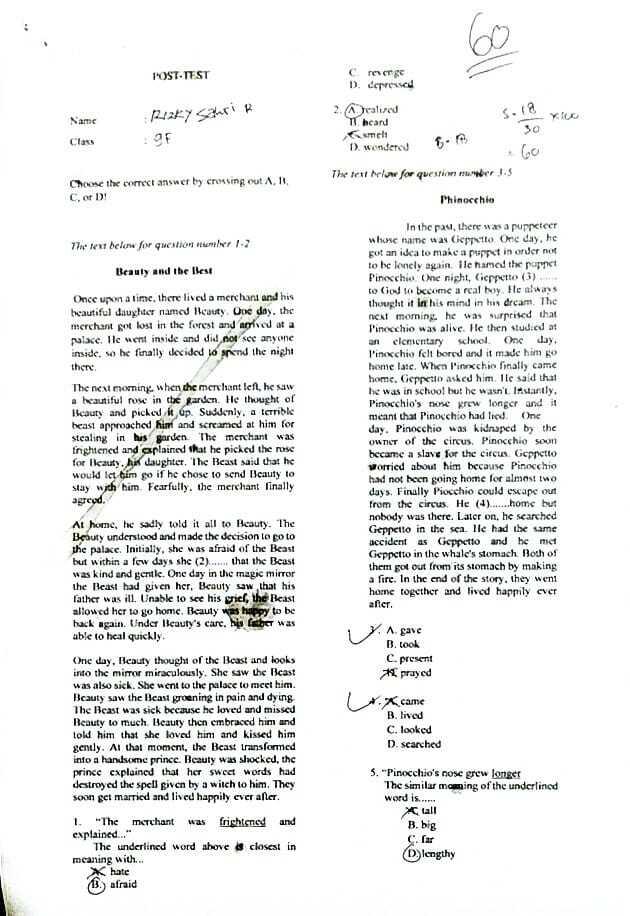 POST-TEST
Name : Rizky Sahri R
Class : 9F
Choose the correct answer by crossing out A, B,
C, or D!
The text below for question number 1-2
Beauty and the Best
Once upon a time, there lived a merchant and his
beautiful daughter named Beauty. One day, the
merchant got lost in the forest and arrived at a
palace. He went inside and did not see anyone
inside, so he finally decided to spend the night
there.
The next morning, when the merchant left, he saw
a beautiful rose in the garden. He thought of
Beauty and picked it up. Suddenly, a terrible
beast approached him and screamed at him for
stealing in his garden. The merchant was
frightened and explained that he picked the rose
for Beauty, his daughter. The Beast said that he
would let him go if he chose to send Beauty to
stay with him. Fearfully, the merchant finally
agreed.
At home, he sadly told it all to Beauty. The
Beauty understood and made the decision to go to
the palace. Initially, she was afraid of the Beast
but within a few days she (2)....... that the Beast
was kind and gentle. One day in the magic mirror
the Beast had given her, Beauty saw that his
father was ill. Unable to see his grief, the Beast
allowed her to go home. Beauty was happy to be
back again. Under Beauty's care, his father was
able to heal quickly.
One day, Beauty thought of the Beast and looks
into the mirror miraculously. She saw the Beast
was also sick. She went to the palace to meet him.
Beauty saw the Beast groaning in pain and dying.
The Beast was sick because he loved and missed
Beauty to much. Beauty then embraced him and
told him that she loved him and kissed him
gently. At that moment, the Beast transformed
into a handsome prince. Beauty was shocked, the
prince explained that her sweet words had
destroyed the spell given by a witch to him. They
soon get married and lived happily ever after.
1. "The merchant was frightened and
explained..."
The underlined word above is closest in
meaning with...
A. hate
B. afraid
60
C. revenge
D. depressed
2. A. realized
B. heard
C. smelt
D. wondered
S = 18/30 x 100
= 60
B = 18
The text below for question number 3-5
Phinocchio
In the past, there was a puppeteer
whose name was Geppetto. One day, he
got an idea to make a puppet in order not
to be lonely again. He named the puppet
Pinocchio. One night, Geppetto (3) ......
to God to become a real boy. He always
thought it in his mind in his dream. The
next morning, he was surprised that
Pinocchio was alive. He then studied at
an elementary school. One day,
Pinocchio felt bored and it made him go
home late. When Pinocchio finally came
home, Geppetto asked him. He said that
he was in school but he wasn't. Instantly,
Pinocchio's nose grew longer and it
meant that Pinocchio had lied. One
day, Pinocchio was kidnaped by the
owner of the circus. Pinocchio soon
became a slave for the circus. Geppetto
worried about him because Pinocchio
had not been going home for almost two
days. Finally Piocchio could escape out
from the circus. He (4).......home but
nobody was there. Later on, he searched
Geppetto in the sea. He had the same
accident as Geppetto and he met
Geppetto in the whale's stomach. Both of
them got out from its stomach by making
a fire. In the end of the story, they went
home together and lived happily ever
after.
3. A. gave
B. took
C. present
D. prayed
4. A. came
B. lived
C. looked
D. searched
5. "Pinocchio's nose grew longer
The similar meaning of the underlined
word is......
A. tall
B. big
C. far
D. lengthy